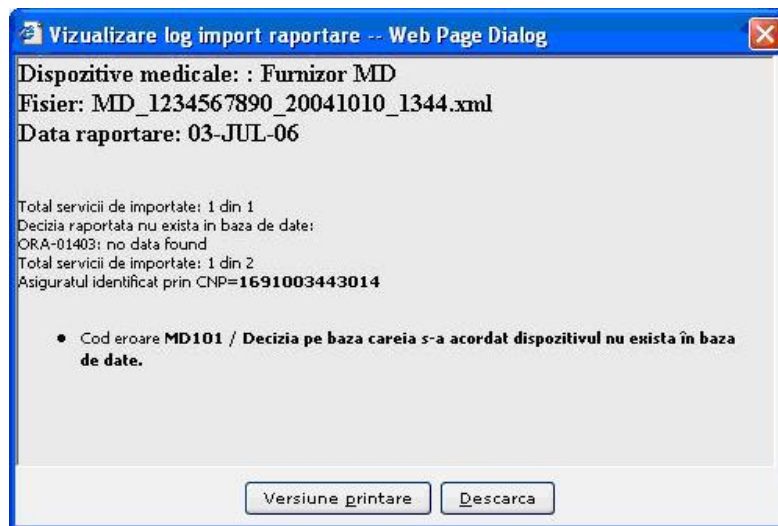 Vizualizare log import raportare -- Web Page Dialog
Dispozitive medicale: : Furnizor MD
Fisier: MD_1234567890_20041010_1344.xml
Data raportare: 03-JUL-06
Total servicii de importate: 1 din 1
Decizia raportata nu exista in baza de date:
ORA-01403: no data found
Total servicii de importate: 1 din 2
Asiguratul identificat prin CNP=1691003443014
• Cod eroare MD101 / Decizia pe baza careia s-a acordat dispozitivul nu exista în baza
de date.
Versiune printare
Descarca